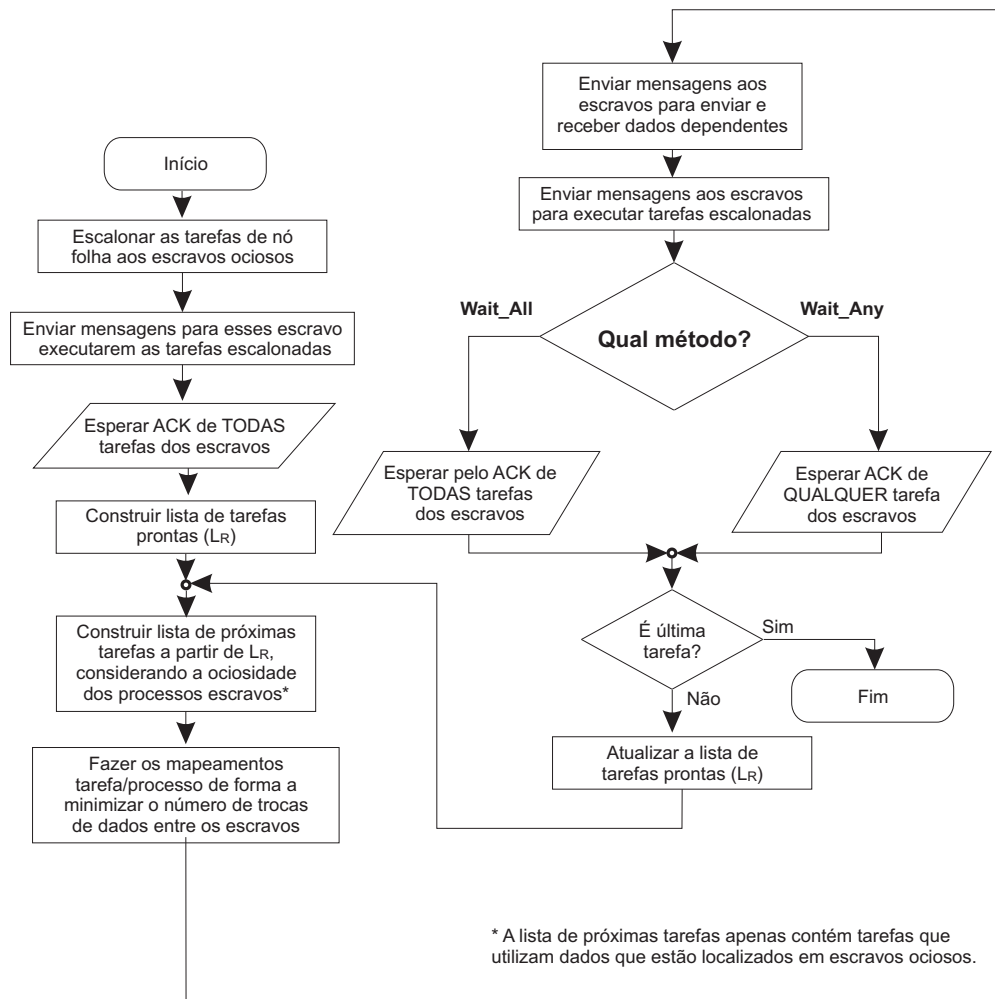 Início
Escalonar as tarefas de nó
folha aos escravos ociosos
Enviar mensagens para esses escravo
executarem as tarefas escalonadas
Esperar ACK de TODAS
tarefas dos escravos
Construir lista de tarefas
prontas (LR)
Construir lista de próximas
tarefas a partir de LR,
considerando a ociosidade
dos processos escravos*
Fazer os mapeamentos
tarefa/processo de forma a
minimizar o número de trocas
de dados entre os escravos
Enviar mensagens aos
escravos para enviar e
receber dados dependentes
Enviar mensagens aos escravos
para executar tarefas escalonadas
Wait_All
Wait_Any
Qual método?
Esperar pelo ACK de
TODAS tarefas
dos escravos
Esperar ACK de
QUALQUER tarefa
dos escravos
É última
tarefa?
Sim
Fim
Não
Atualizar a lista de
tarefas prontas (LR)
* A lista de próximas tarefas apenas contém tarefas que
utilizam dados que estão localizados em escravos ociosos.